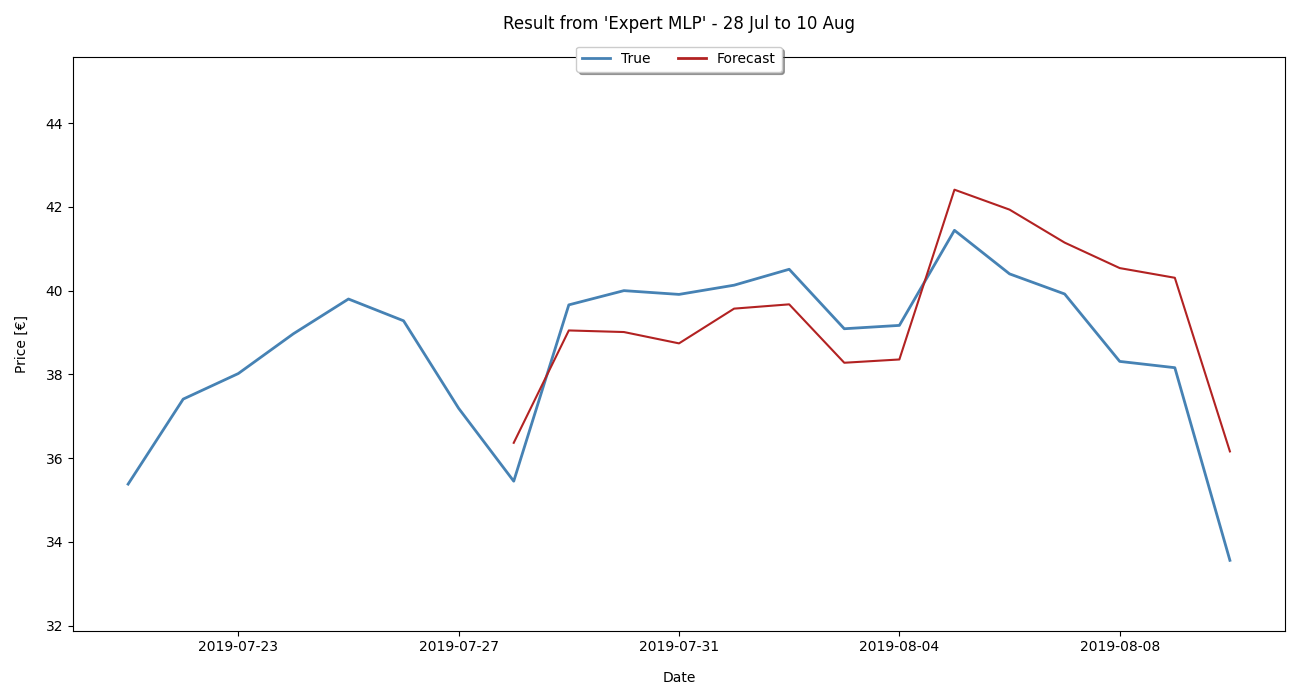 Result from 'Expert MLP' - 28 Jul to 10 Aug
True
Forecast
44
42
40
38
36
34
32
Price [€]
2019-07-23
2019-07-27
2019-07-31
2019-08-04
2019-08-08
Date